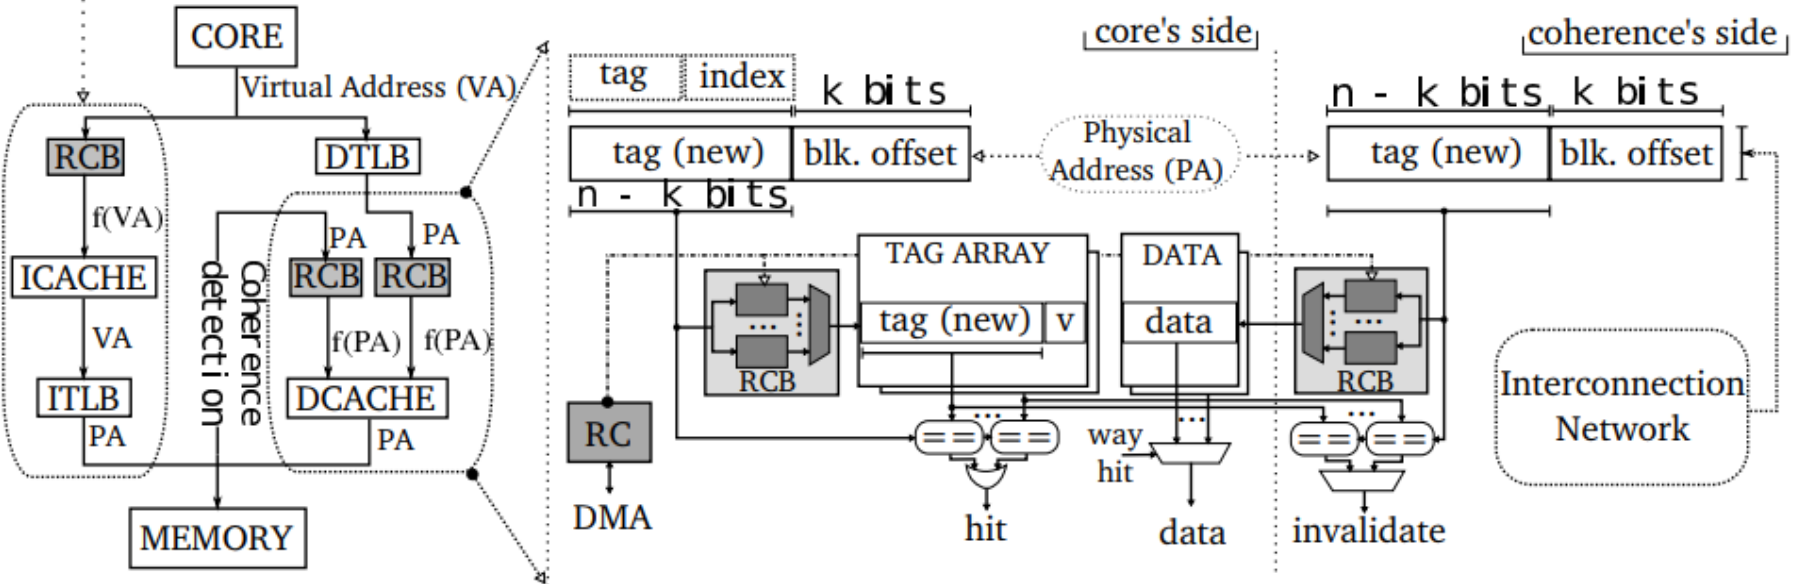 CORE
Virtual Address (VA)
RCB
DTLB
f(VA)
PA
PA
RCB
RCB
ICACHE
Coherence
detection
VA
f(PA)
f(PA)
ITLB
DCACHE
PA
PA
MEMORY
core's side
coherence's side
tag
index
k bits
n - k bits
k bits
tag (new)
blk. offset
Physical
Address (PA)
tag (new)
blk. offset
n - k bits
TAG ARRAY
DATA
...
tag (new)
v
data
...
RCB
RCB
RC
DMA
...
==
==
hit
way
hit
...
data
...
==
==
invalidate
Interconnection
Network